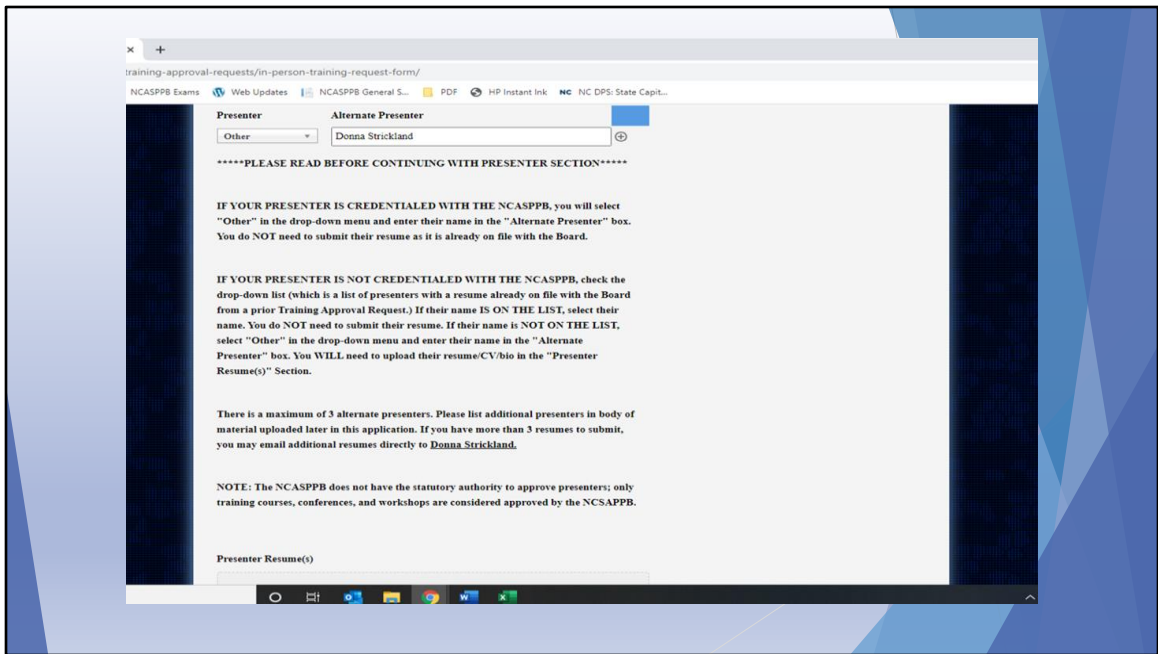 × +
training-approval-requests/in-person-training-request-form/
NCASPPB Exams Web Updates NCASPPB General S... PDF HP Instant Ink NC NC DPS: State Capit...
Presenter Alternate Presenter
Other Donna Strickland
*****PLEASE READ BEFORE CONTINUING WITH PRESENTER SECTION*****
IF YOUR PRESENTER IS CREDENTIALED WITH THE NCASPPB, you will select
"Other" in the drop-down menu and enter their name in the "Alternate Presenter" box.
You do NOT need to submit their resume as it is already on file with the Board.
IF YOUR PRESENTER IS NOT CREDENTIALED WITH THE NCASPPB, check the
drop-down list (which is a list of presenters with a resume already on file with the Board
from a prior Training Approval Request.) If their name IS ON THE LIST, select their
name. You do NOT need to submit their resume. If their name is NOT ON THE LIST,
select "Other" in the drop-down menu and enter their name in the "Alternate
Presenter" box. You WILL need to upload their resume/CV/bio in the "Presenter
Resume(s)" Section.
There is a maximum of 3 alternate presenters. Please list additional presenters in body of
material uploaded later in this application. If you have more than 3 resumes to submit,
you may email additional resumes directly to Donna Strickland.
NOTE: The NCASPPB does not have the statutory authority to approve presenters; only
training courses, conferences, and workshops are considered approved by the NCSAPPB.
Presenter Resume(s)